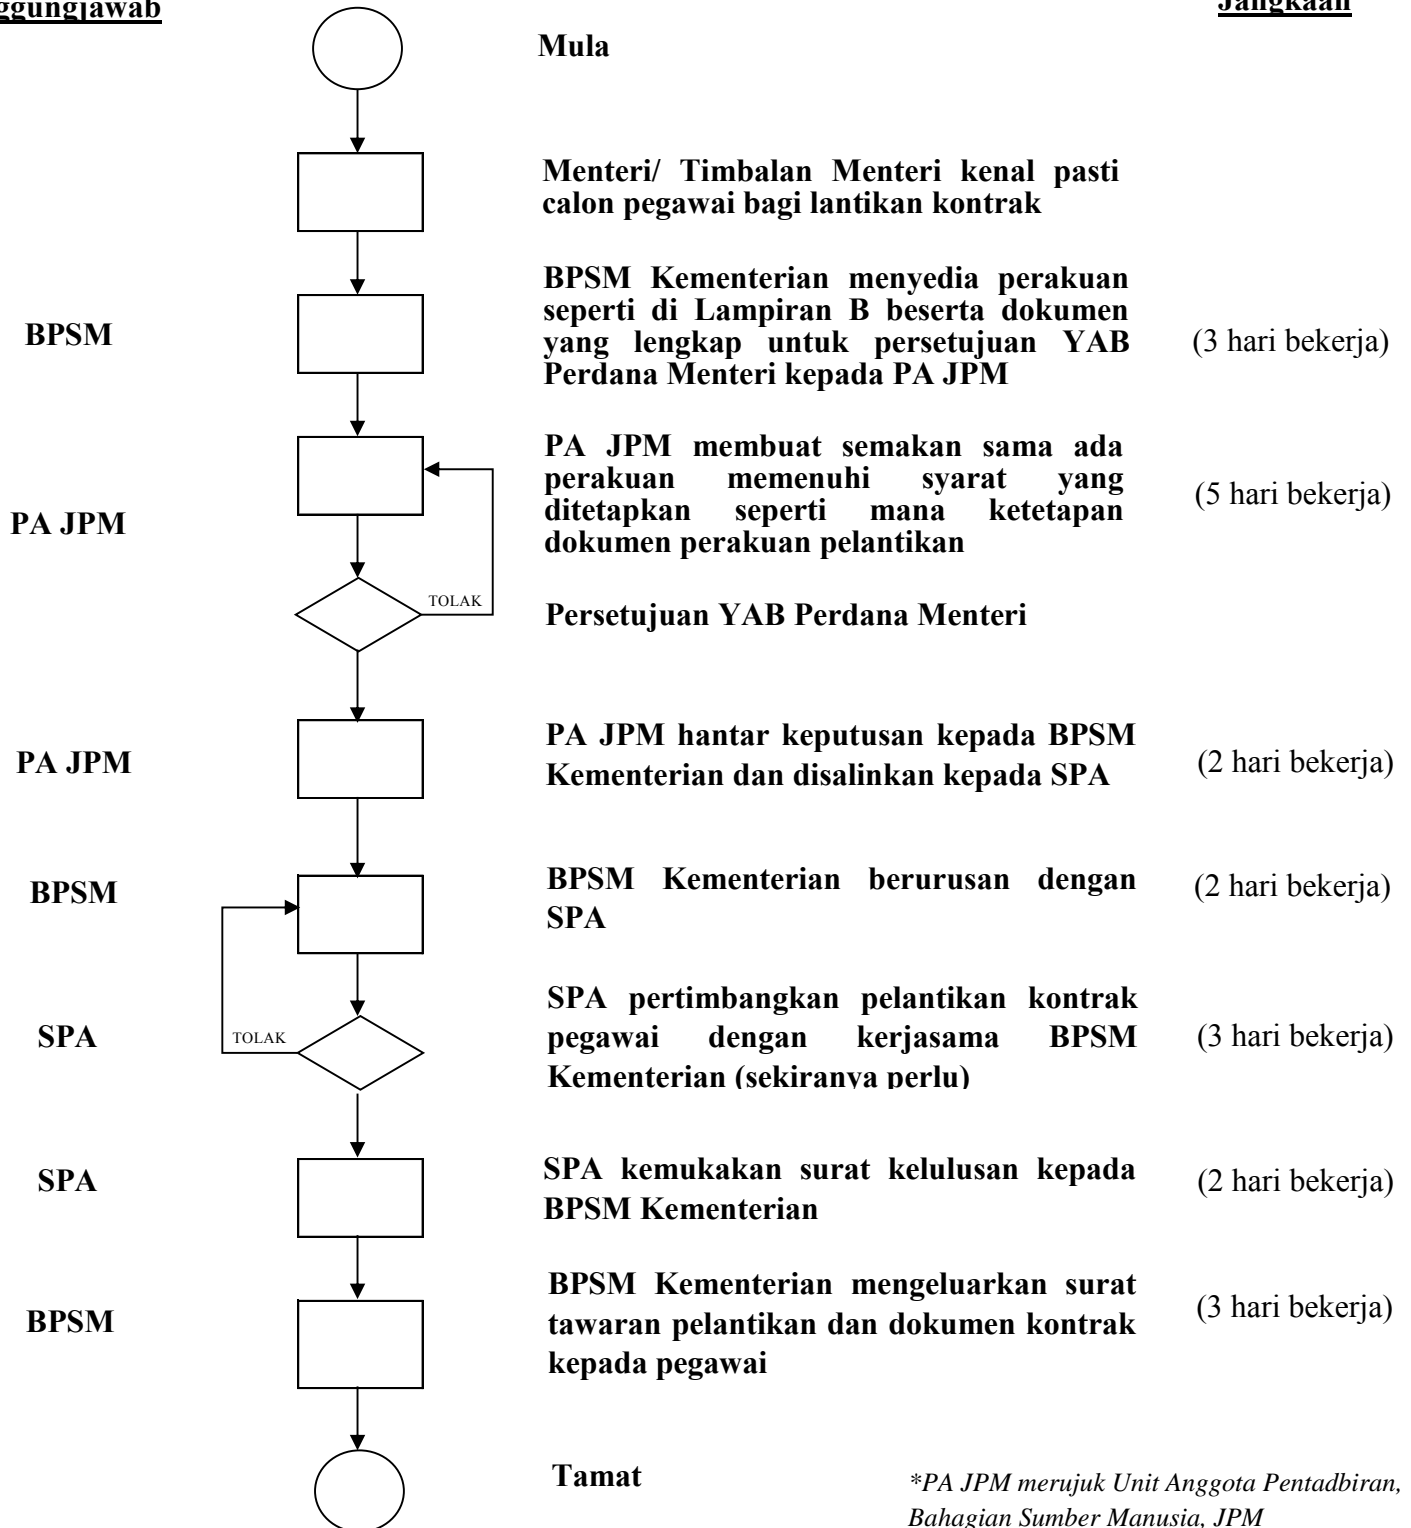 ggungjawab
Jangkaan
Mula
Menteri/ Timbalan Menteri kenal pasti
calon pegawai bagi lantikan kontrak
BPSM
BPSM Kementerian menyedia perakuan
seperti di Lampiran B beserta dokumen
yang lengkap untuk persetujuan YAB
Perdana Menteri kepada PA JPM
(3 hari bekerja)
PA JPM
PA JPM membuat semakan sama ada
perakuan memenuhi syarat yang
ditetapkan seperti mana ketetapan
dokumen perakuan pelantikan
(5 hari bekerja)
TOLAK
Persetujuan YAB Perdana Menteri
PA JPM
PA JPM hantar keputusan kepada BPSM
Kementerian dan disalinkan kepada SPA
(2 hari bekerja)
BPSM
BPSM Kementerian berurusan dengan
SPA
(2 hari bekerja)
SPA
TOLAK
SPA pertimbangkan pelantikan kontrak
pegawai dengan kerjasama BPSM
Kementerian (sekiranya perlu)
(3 hari bekerja)
SPA
SPA kemukakan surat kelulusan kepada
BPSM Kementerian
(2 hari bekerja)
BPSM
BPSM Kementerian mengeluarkan surat
tawaran pelantikan dan dokumen kontrak
kepada pegawai
(3 hari bekerja)
Tamat
*PA JPM merujuk Unit Anggota Pentadbiran,
Bahagian Sumber Manusia, JPM